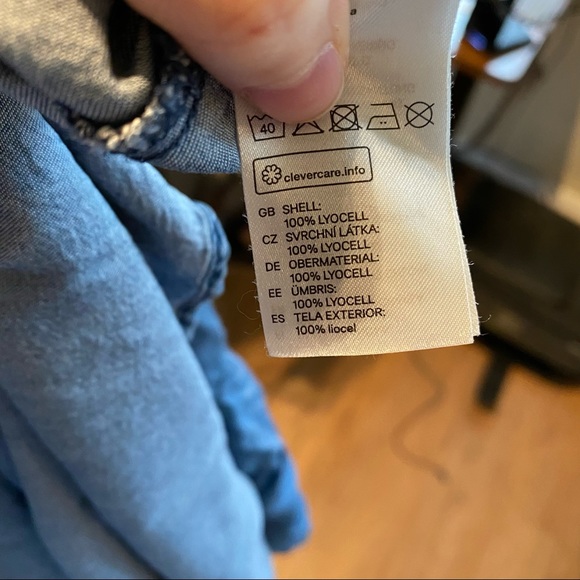 40
clevercare.info
GB SHELL:
100% LYOCELL
CZ SVRCHNÍ LÁTKA:
100% LYOCELL
DE OBERMATERIAL:
100% LYOCELL
EE ÜMBRIS:
100% LYOCELL
ES TELA EXTERIOR:
100% liocel